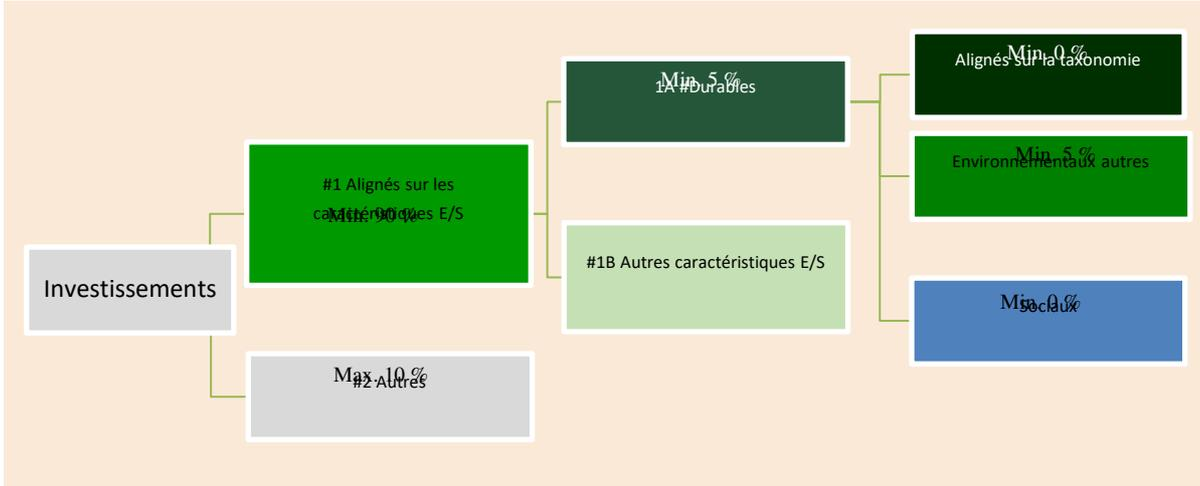 Investissements
#1 Alignés sur les
caractéristiques E/S
Min. 90 %
Max. 10 %
#2 Autres
Min. 5 %
1A #Durables
#1B Autres caractéristiques E/S
Min. 0 %
Alignés sur la taxonomie
Min. 5 %
Environnementaux autres
Min. 0 %
Sociaux